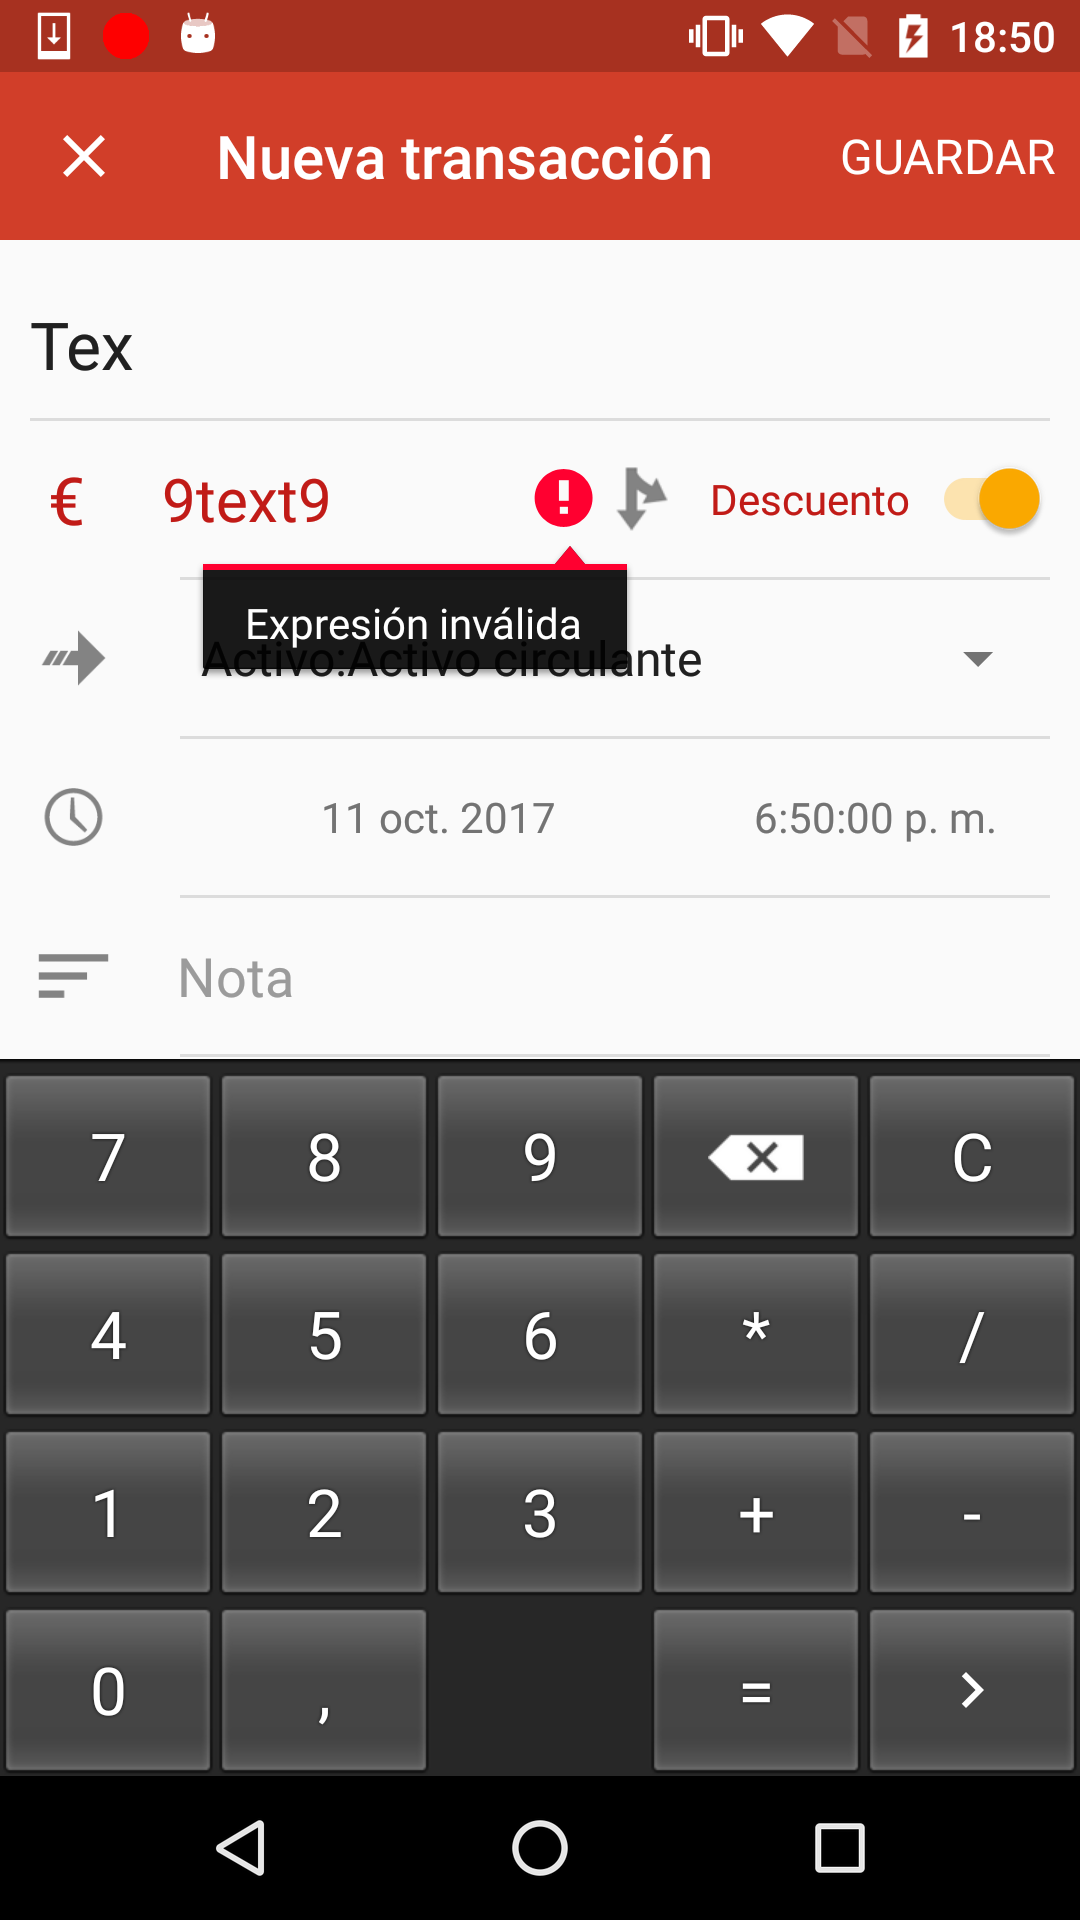 18:50
Nueva transacción GUARDAR
Tex
€ 9text9 Descuento
Expresión inválida
Activo:Activo circulante
11 oct. 2017 6:50:00 p. m.
Nota
7 8 9 C
4 5 6 * /
1 2 3 + -
0 , = >